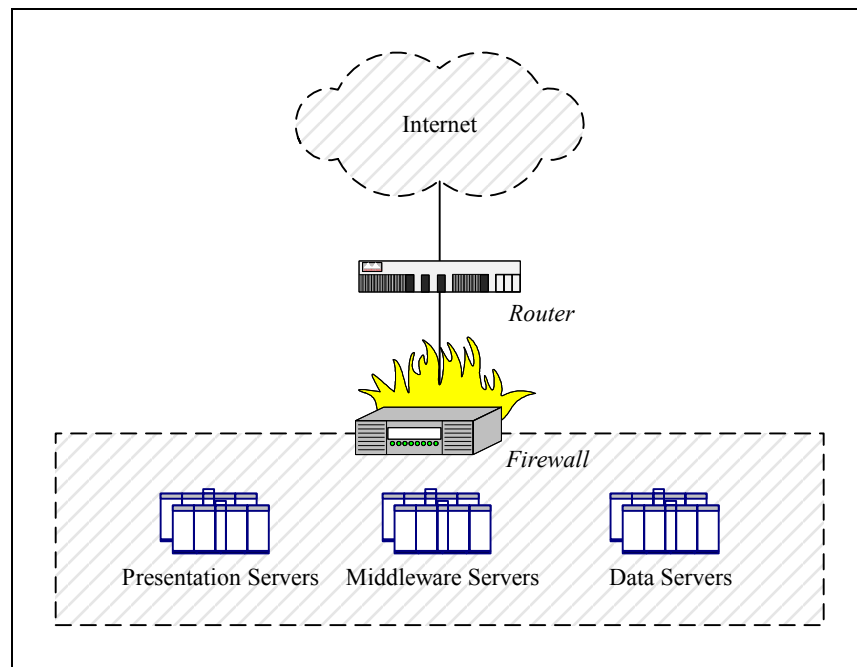 Internet
Router
Firewall
Presentation Servers
Middleware Servers
Data Servers